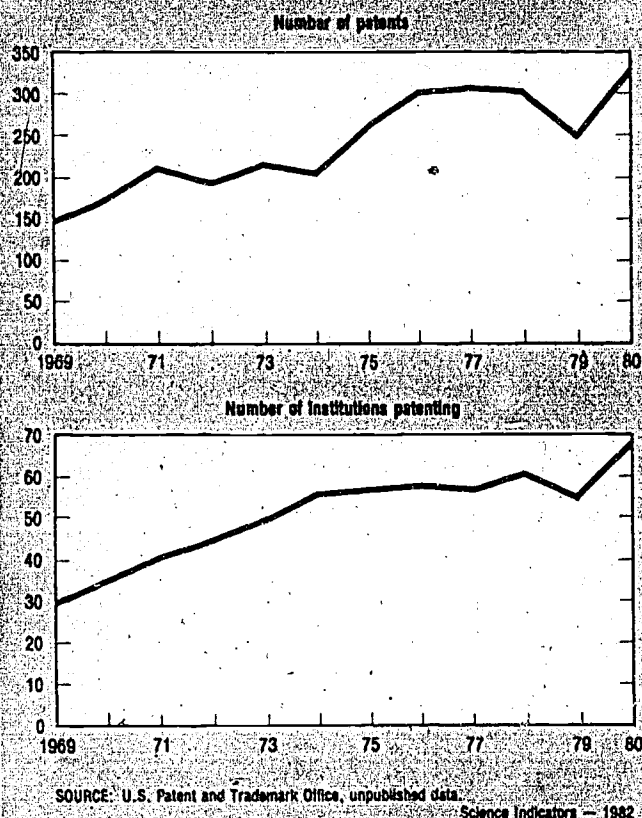 Number of patents
350
300
250
200
150
100
50
0
1969 71 73 75 77 79 80
Number of institutions patenting
70
60
50
40
30
20
10
0
1969 71 73 75 77 79 80
SOURCE: U.S. Patent and Trademark Office, unpublished data.
Science Indicators — 1982